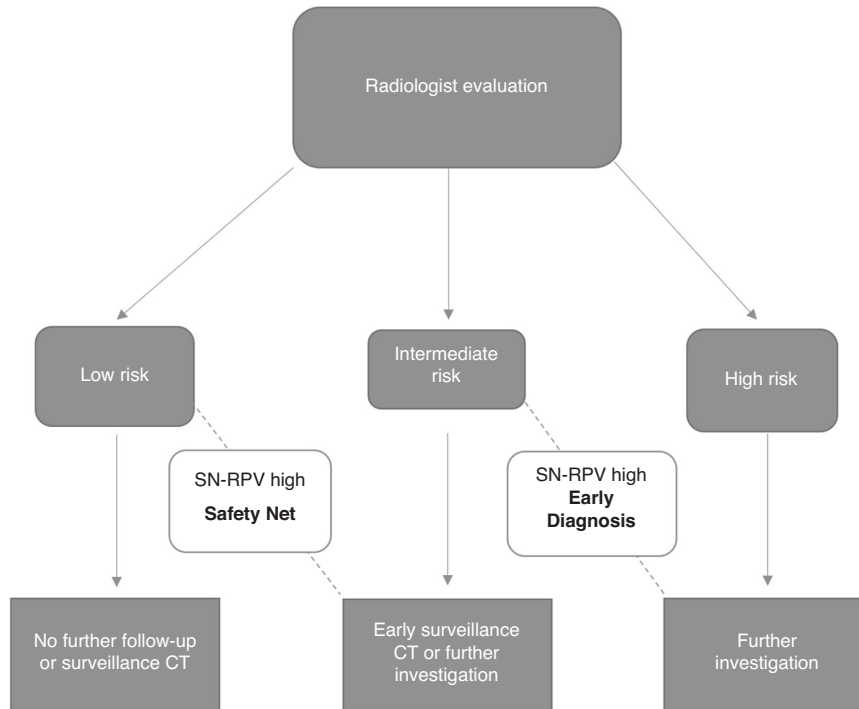 Radiologist evaluation
Low risk
Intermediate
risk
High risk
SN-RPV high
Safety Net
SN-RPV high
Early
Diagnosis
No further follow-up
or surveillance CT
Early surveillance
CT or further
investigation
Further
investigation